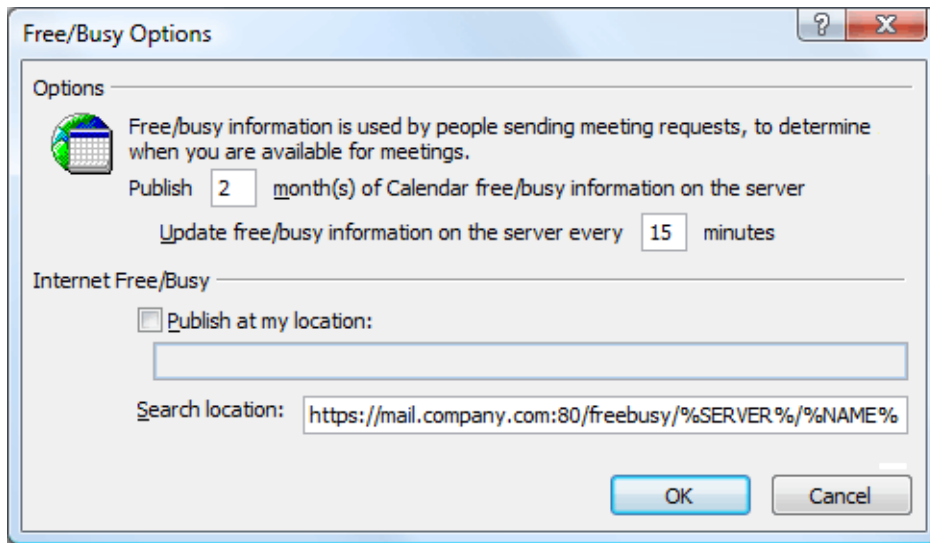 Free/Busy Options
?
X
Options
Free/busy information is used by people sending meeting requests, to determine
when you are available for meetings.
Publish 2 month(s) of Calendar free/busy information on the server
Update free/busy information on the server every 15 minutes
Internet Free/Busy
Publish at my location:
Search location: https://mail.company.com:80/freebusy/%SERVER%/%NAME%
OK Cancel